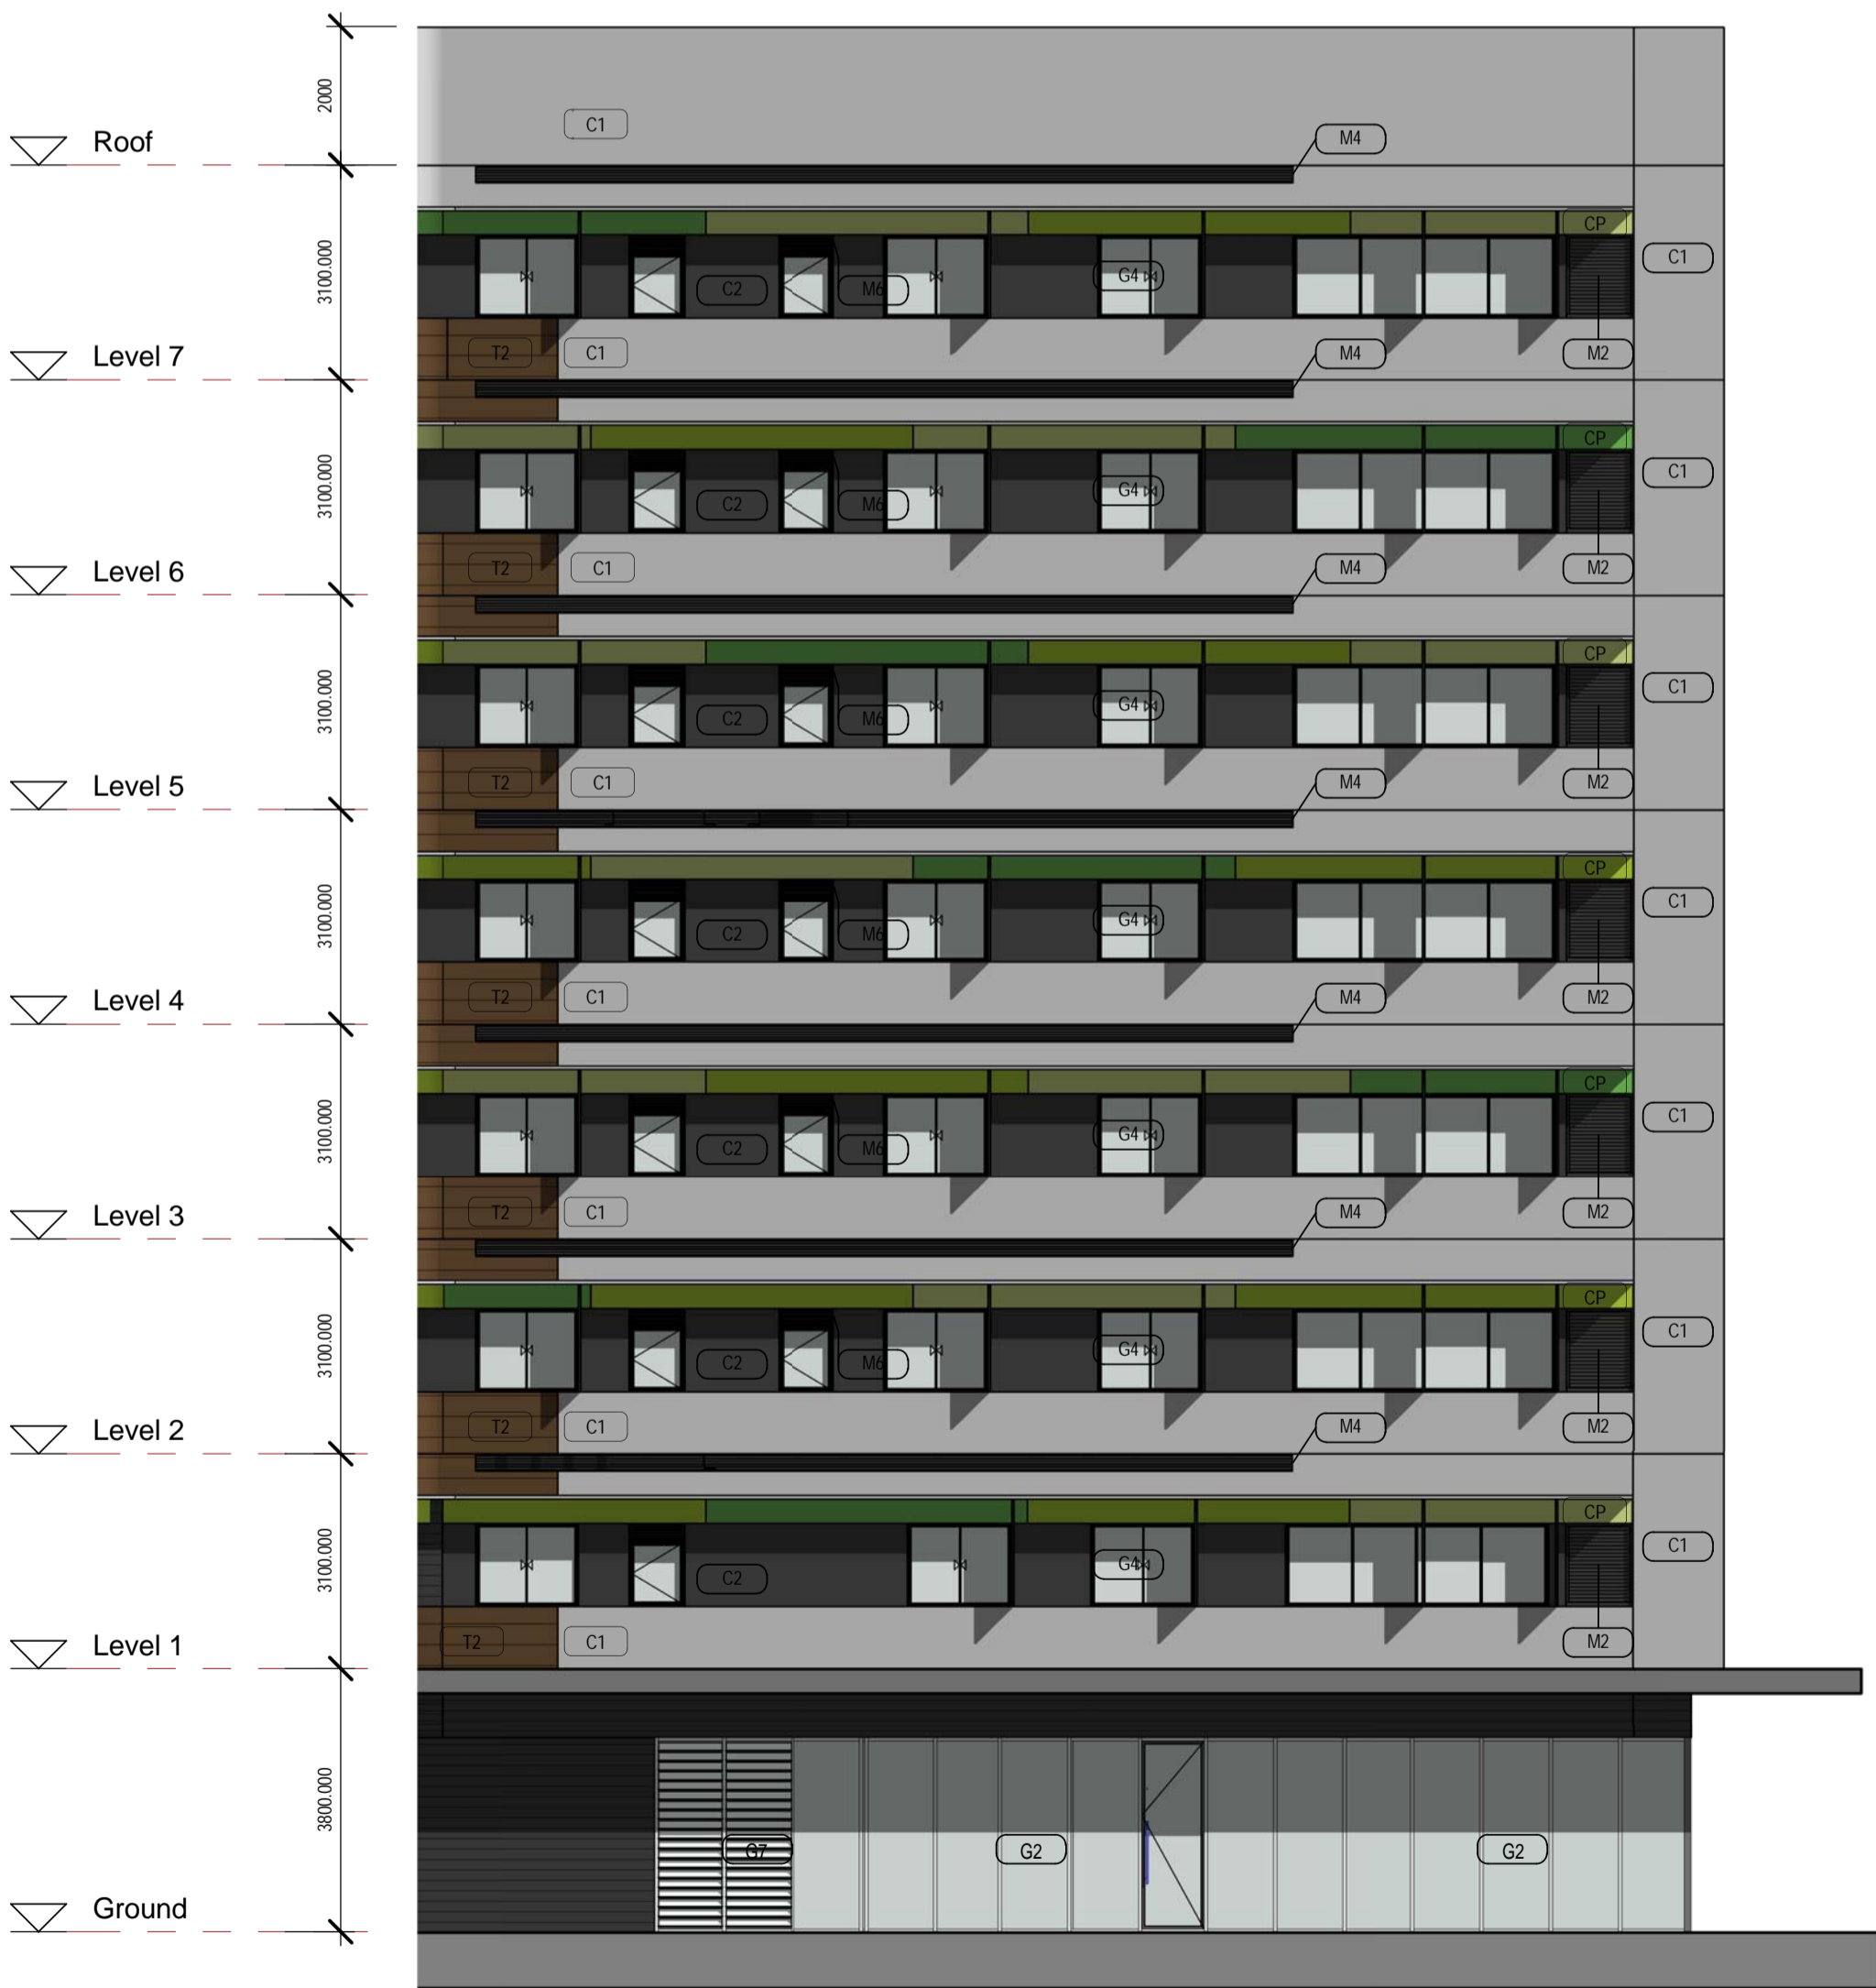 2000
C1
Roof
M4
CP
3100.000
C1
G4
C2
M6
Level 7
T2
C1
M4
M2
CP
3100.000
C1
G4
C2
M6
Level 6
T2
C1
M4
M2
CP
3100.000
C1
G4
C2
M6
Level 5
T2
C1
M4
M2
CP
3100.000
C1
G4
C2
M6
Level 4
T2
C1
M4
M2
CP
3100.000
C1
G4
C2
M6
Level 3
T2
C1
M4
M2
CP
3100.000
C1
G4
C2
M6
Level 2
T2
C1
M4
M2
CP
3100.000
C1
G4
C2
Level 1
T2
C1
M2
3800.000
G7
G2
G2
Ground